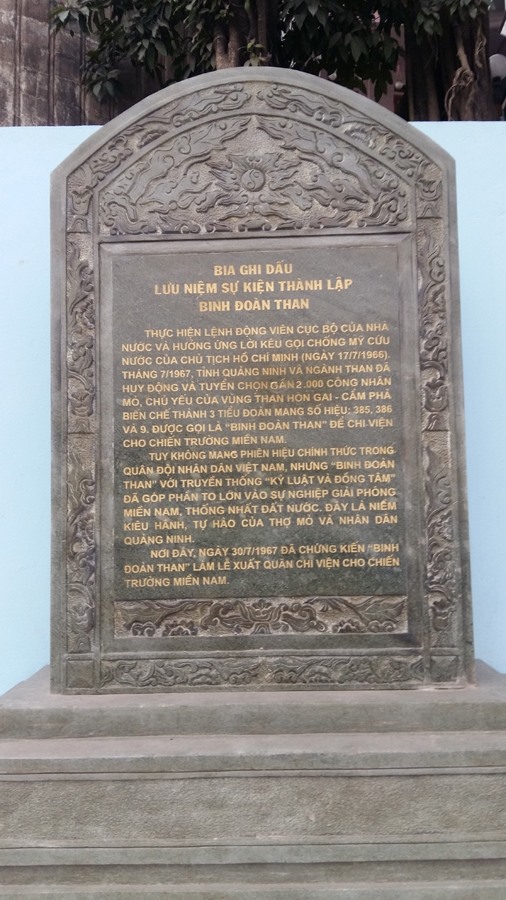 BIA GHI DẤU
LƯU NIỆM SỰ KIỆN THÀNH LẬP
BINH ĐOÀN THAN
THỰC HIỆN LỆNH ĐỘNG VIÊN CỤC BỘ CỦA NHÀ
NƯỚC VÀ HƯỞNG ỨNG LỜI KÊU GỌI CHỐNG MỸ CỨU
NƯỚC CỦA CHỦ TỊCH HỒ CHÍ MINH (NGÀY 17/7/1966).
THÁNG 7/1967, TỈNH QUẢNG NINH VÀ NGÀNH THAN ĐÃ
HUY ĐỘNG VÀ TUYỂN CHỌN GẦN 2.000 CÔNG NHÂN
MỎ, CHỦ YẾU CỦA VÙNG THAN HÒN GAI - CẨM PHẢ
BIÊN CHẾ THÀNH 3 TIỂU ĐOÀN MANG SỐ HIỆU: 385, 386
VÀ 9. ĐƯỢC GỌI LÀ "BINH ĐOÀN THAN" ĐỂ CHI VIỆN
CHO CHIẾN TRƯỜNG MIỀN NAM.
TUY KHÔNG MANG PHIÊN HIỆU CHÍNH THỨC TRONG
QUÂN ĐỘI NHÂN DÂN VIỆT NAM, NHƯNG "BINH ĐOÀN
THAN" VỚI TRUYỀN THỐNG "KỶ LUẬT VÀ ĐỒNG TÂM"
ĐÃ GÓP PHẦN TO LỚN VÀO SỰ NGHIỆP GIẢI PHÓNG
MIỀN NAM, THỐNG NHẤT ĐẤT NƯỚC. ĐÂY LÀ NIỀM
KIÊU HÃNH, TỰ HÀO CỦA THỢ MỎ VÀ NHÂN DÂN
QUẢNG NINH.
NƠI ĐÂY, NGÀY 30/7/1967 ĐÃ CHỨNG KIẾN "BINH
ĐOÀN THAN" LÀM LỄ XUẤT QUÂN CHI VIỆN CHO CHIẾN
TRƯỜNG MIỀN NAM.